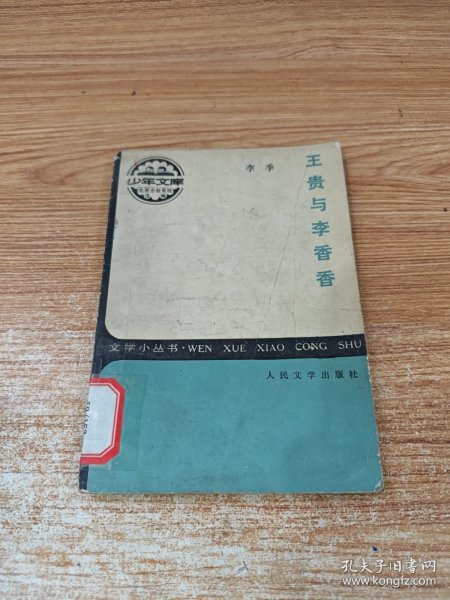 少年文库
李季
王贵与李香香
文学小丛书·WEN XUE XIAO CONG SHU
人民文学出版社
孔夫子旧书网
www.kongfz.com